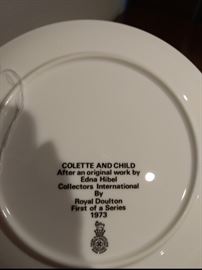 COLETTE AND CHILD
After an original work by
Edna Hibel
Collectors International
By
Royal Doulton
First of a Series
1973